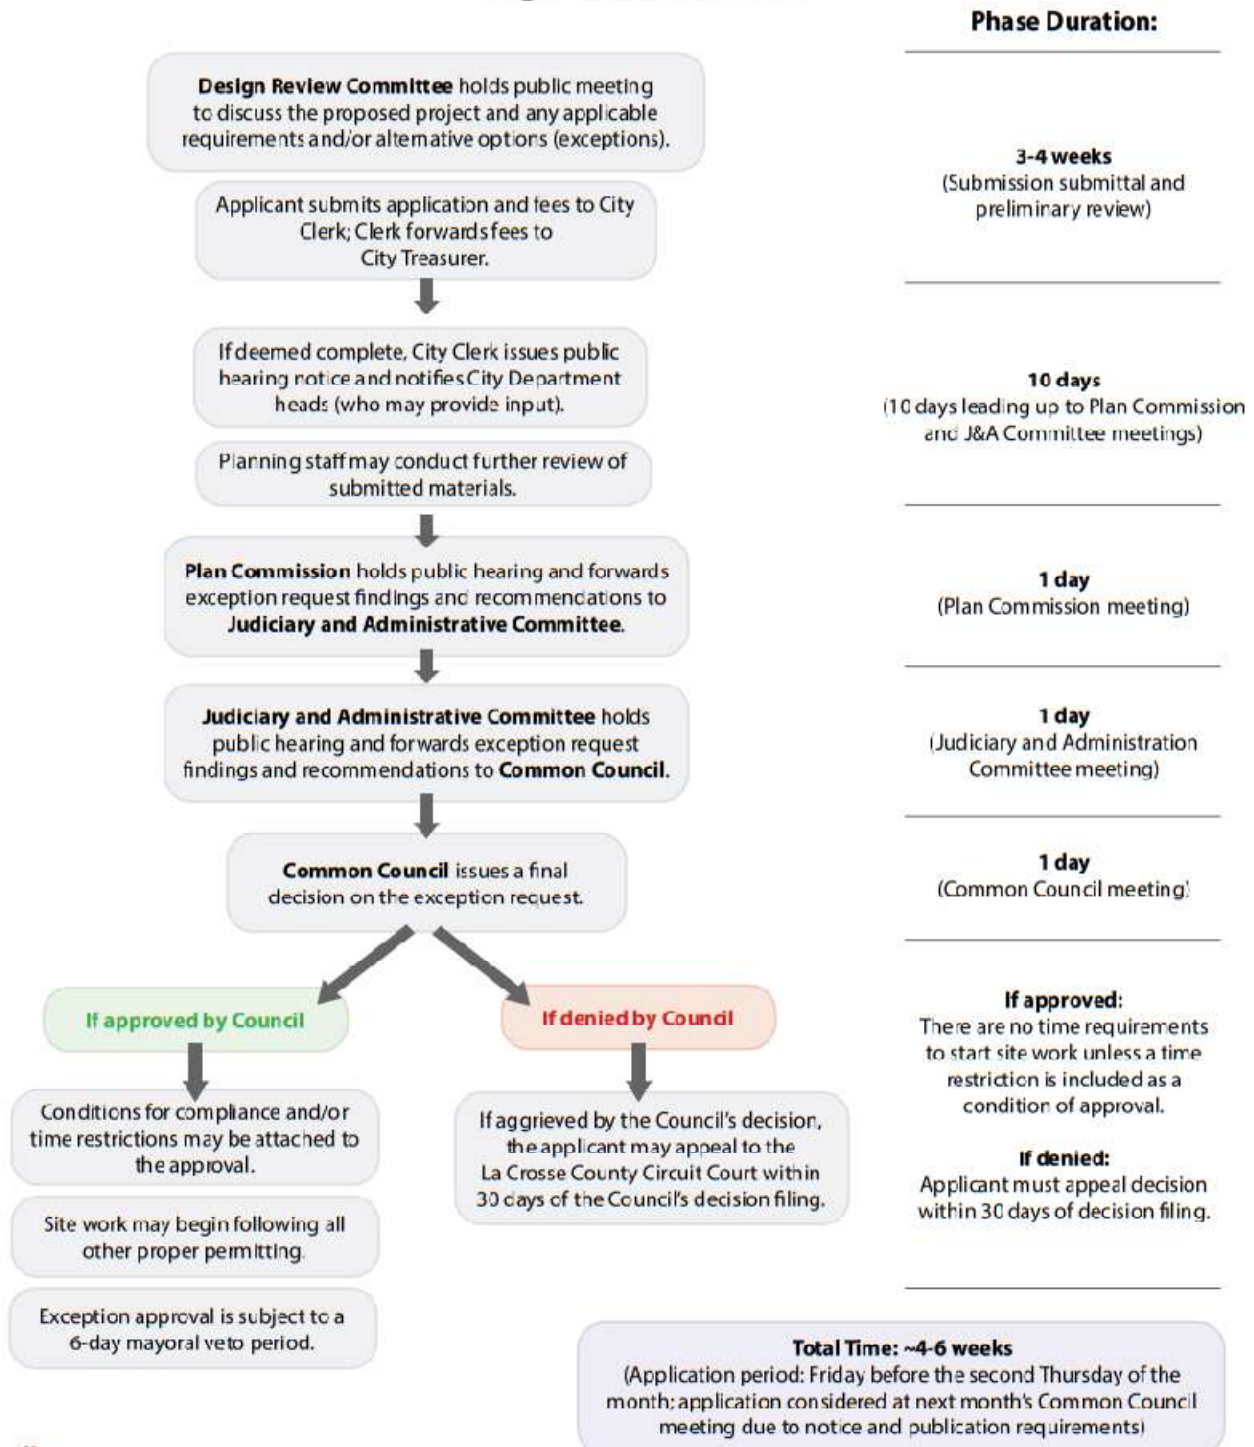 Phase Duration:
Design Review Committee holds public meeting
to discuss the proposed project and any applicable
requirements and/or alternative options (exceptions).
3-4 weeks
(Submission submittal and
preliminary review)
Applicant submits application and fees to City
Clerk; Clerk forwards fees to
City Treasurer.
If deemed complete, City Clerk issues public
hearing notice and notifies City Department
heads (who may provide input).
10 days
(10 days leading up to Plan Commission
and J&A Committee meetings)
Planning staff may conduct further review of
submitted materials.
Plan Commission holds public hearing and forwards
exception request findings and recommendations to
Judiciary and Administrative Committee.
1 day
(Plan Commission meeting)
Judiciary and Administrative Committee holds
public hearing and forwards exception request
findings and recommendations to Common Council.
1 day
(Judiciary and Administration
Committee meeting)
Common Council issues a final
decision on the exception request.
1 day
(Common Council meeting)
If approved by Council
If denied by Council
If approved:
There are no time requirements
to start site work unless a time
restriction is included as a
condition of approval.
Conditions for compliance and/or
time restrictions may be attached to
the approval.
If aggrieved by the Council's decision,
the applicant may appeal to the
La Crosse County Circuit Court within
30 days of the Council's decision filing.
If denied:
Applicant must appeal decision
within 30 days of decision filing.
Site work may begin following all
other proper permitting.
Exception approval is subject to a
6-day mayoral veto period.
Total Time: ~4-6 weeks
(Application period: Friday before the second Thursday of the
month; application considered at next month's Common Council
meeting due to notice and publication requirements)